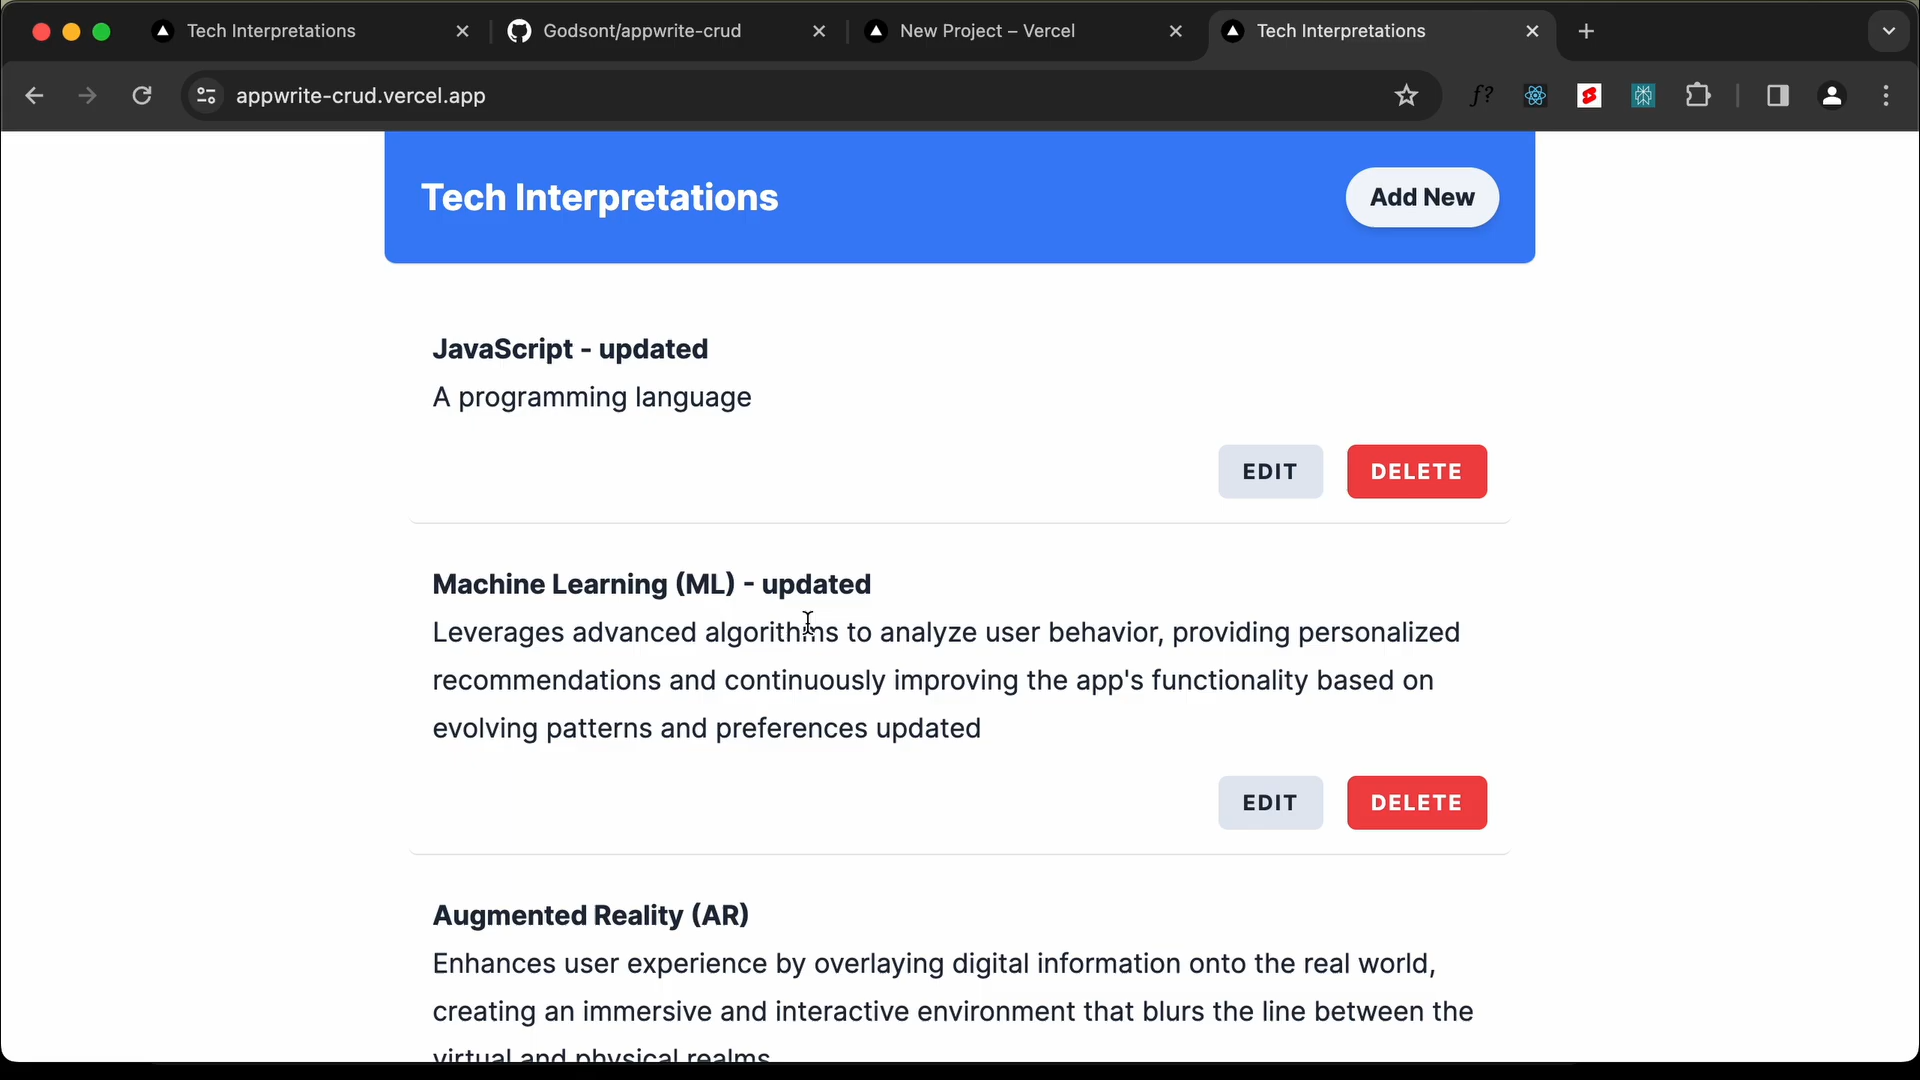 Tech Interpretations
Godsont/appwrite-crud
New Project – Vercel
Tech Interpretations
appwrite-crud.vercel.app
f?
Tech Interpretations
Add New
JavaScript - updated
A programming language
EDIT
DELETE
Machine Learning (ML) - updated
Leverages advanced algorithms to analyze user behavior, providing personalized
recommendations and continuously improving the app's functionality based on
evolving patterns and preferences updated
EDIT
DELETE
Augmented Reality (AR)
Enhances user experience by overlaying digital information onto the real world,
creating an immersive and interactive environment that blurs the line between the
virtual and physical realms